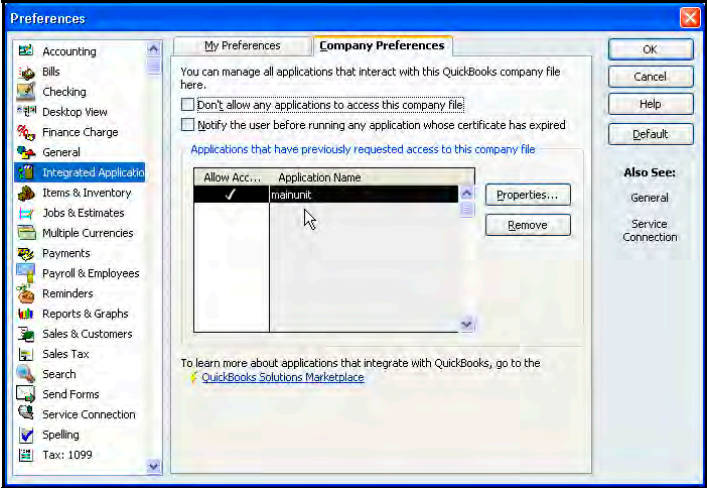 Preferences
Accounting
Bills
Checking
Desktop View
Finance Charge
General
Integrated Applicatio
Items & Inventory
Jobs & Estimates
Multiple Currencies
Payments
Payroll & Employees
Reminders
Reports & Graphs
Sales & Customers
Sales Tax
Search
Send Forms
Service Connection
Spelling
Tax: 1099
My Preferences
Company Preferences
You can manage all applications that interact with this QuickBooks company file
here.
Don't allow any applications to access this company file
Notify the user before running any application whose certificate has expired
Applications that have previously requested access to this company file
Allow Acc... Application Name
mainunit
Properties...
Remove
To learn more about applications that integrate with QuickBooks, go to the
QuickBooks Solutions Marketplace
OK
Cancel
Help
Default
Also See:
General
Service
Connection